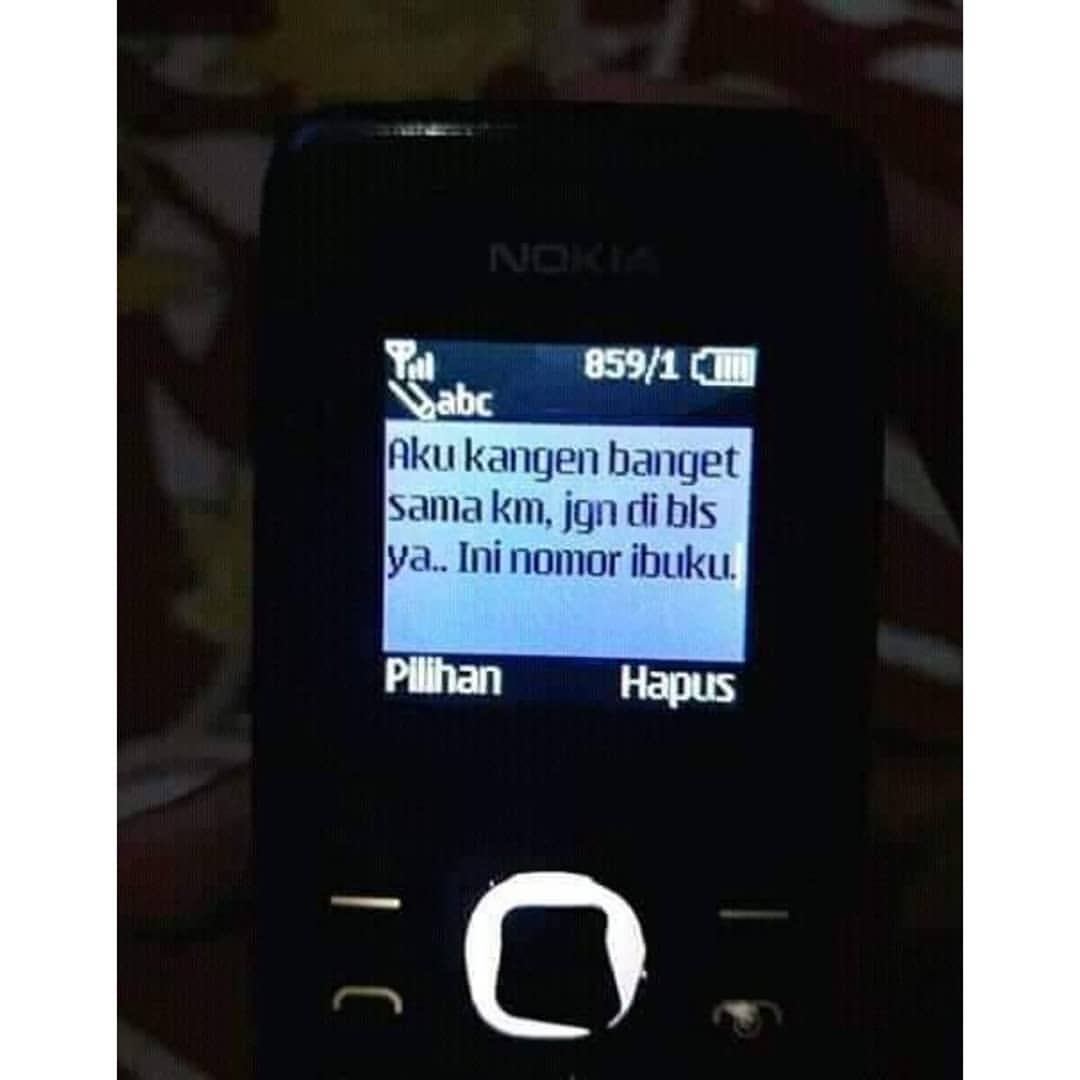 NOKIA
859/1
abc
Aku kangen banget
sama km, jgn di bls
ya.. Ini nomor ibuku.
Pilihan Hapus